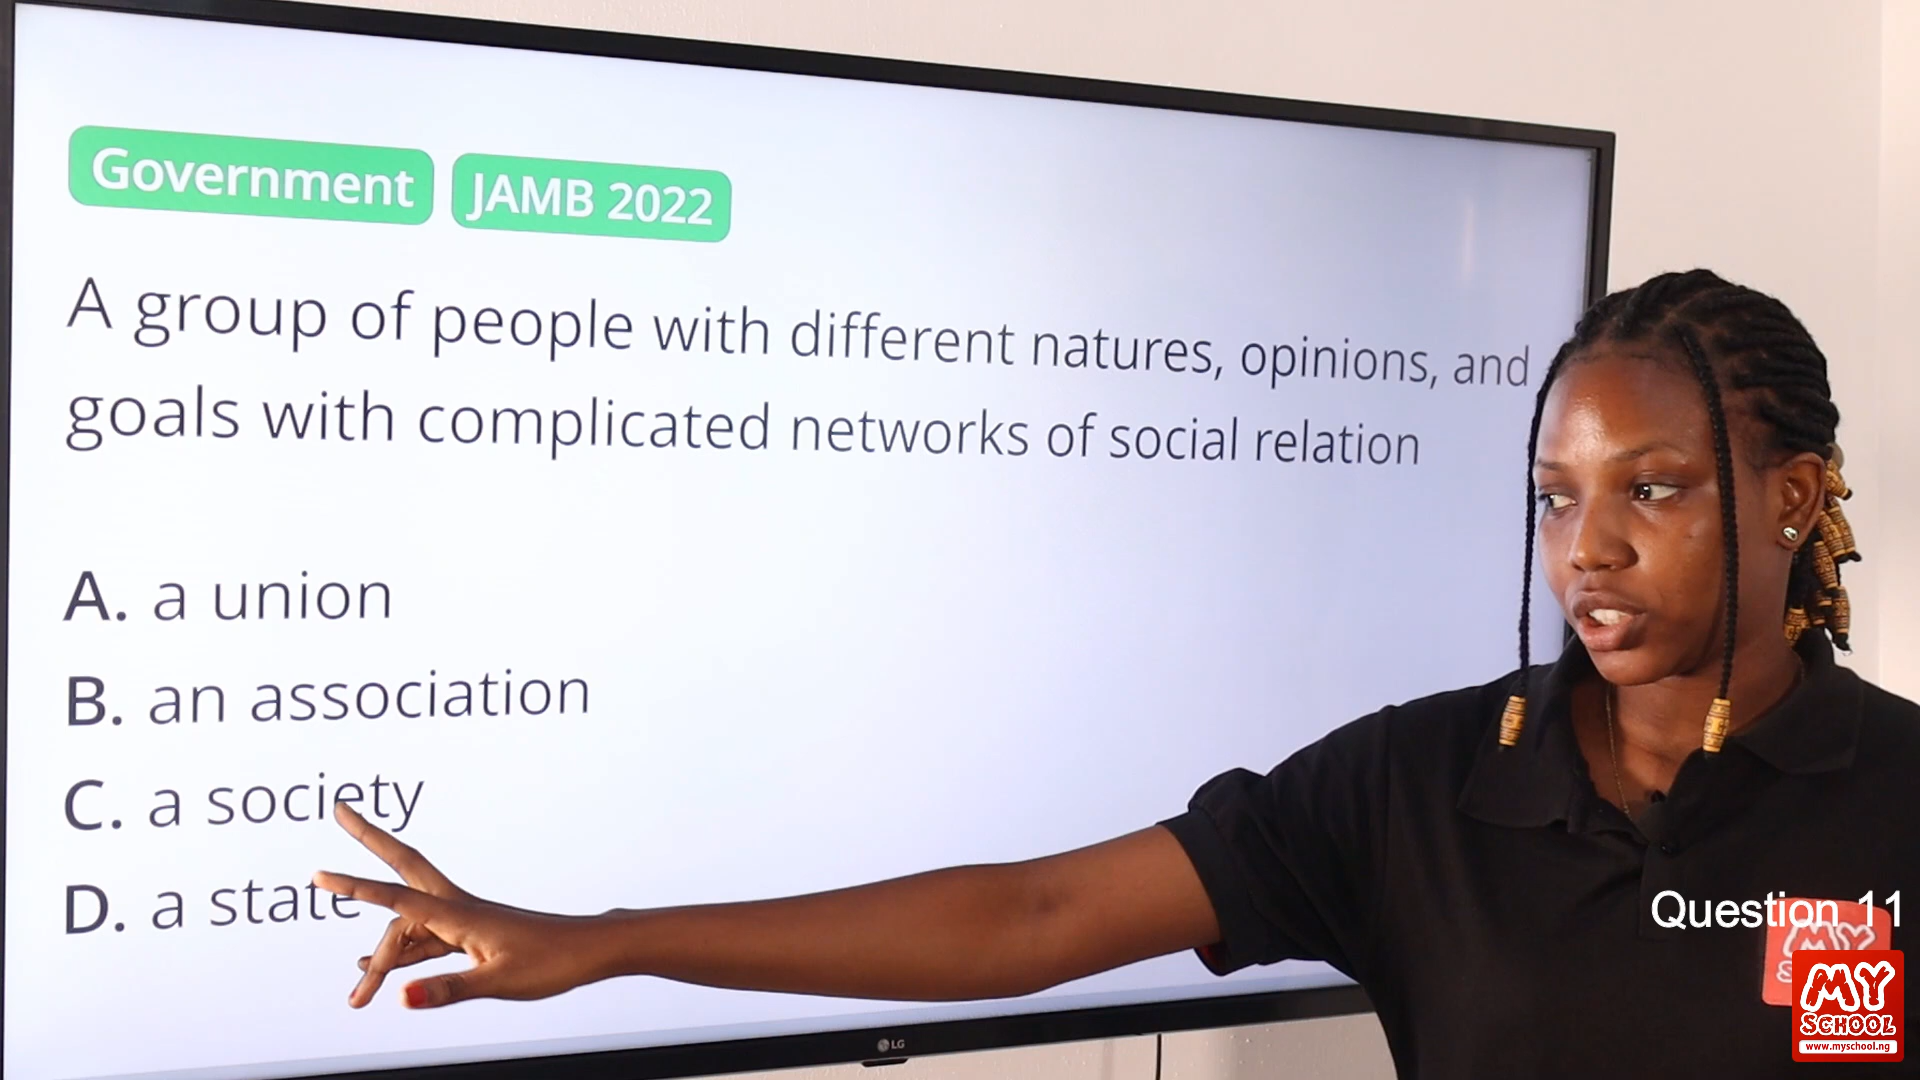 Government JAMB 2022
A group of people with different natures, opinions, and
goals with complicated networks of social relation
A. a union
B. an association
C. a society
D. a state
LG
Question 11
MY
SCHOOL
www.myschool.ng